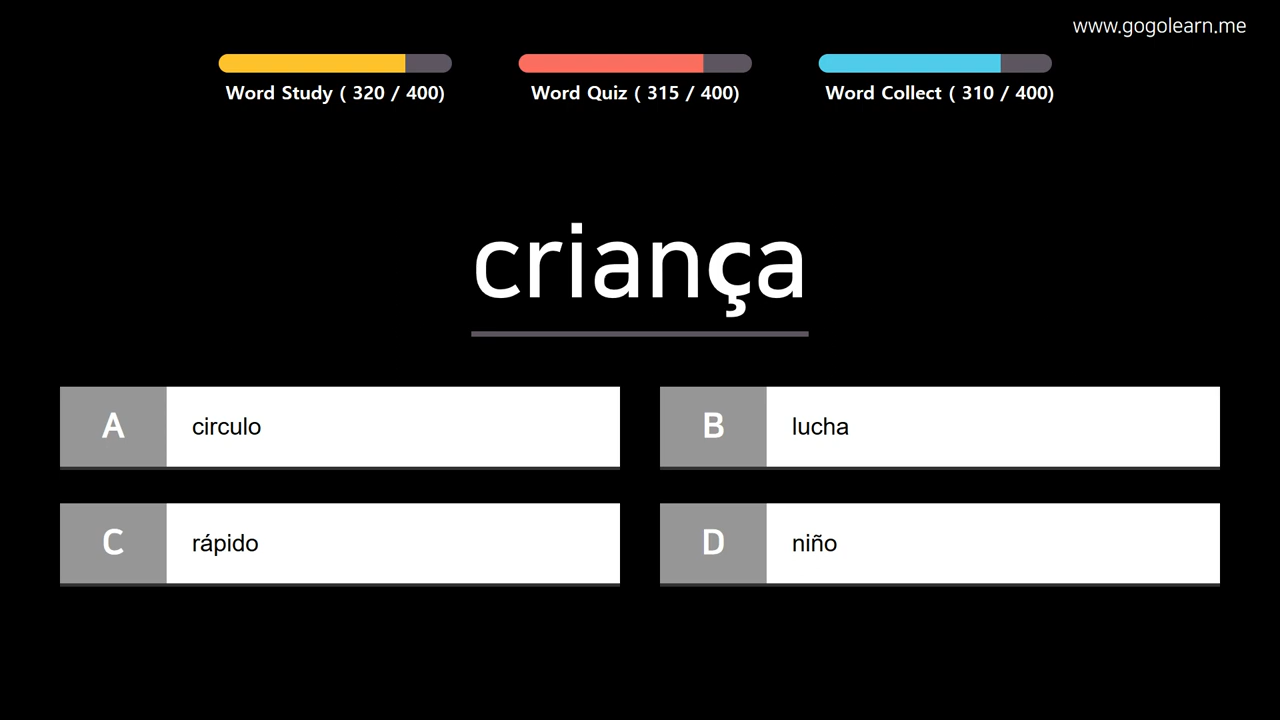 www.gogolearn.me
Word Study ( 320 / 400)
Word Quiz ( 315 / 400)
Word Collect ( 310 / 400)
criança
A circulo
B lucha
C rápido
D niño